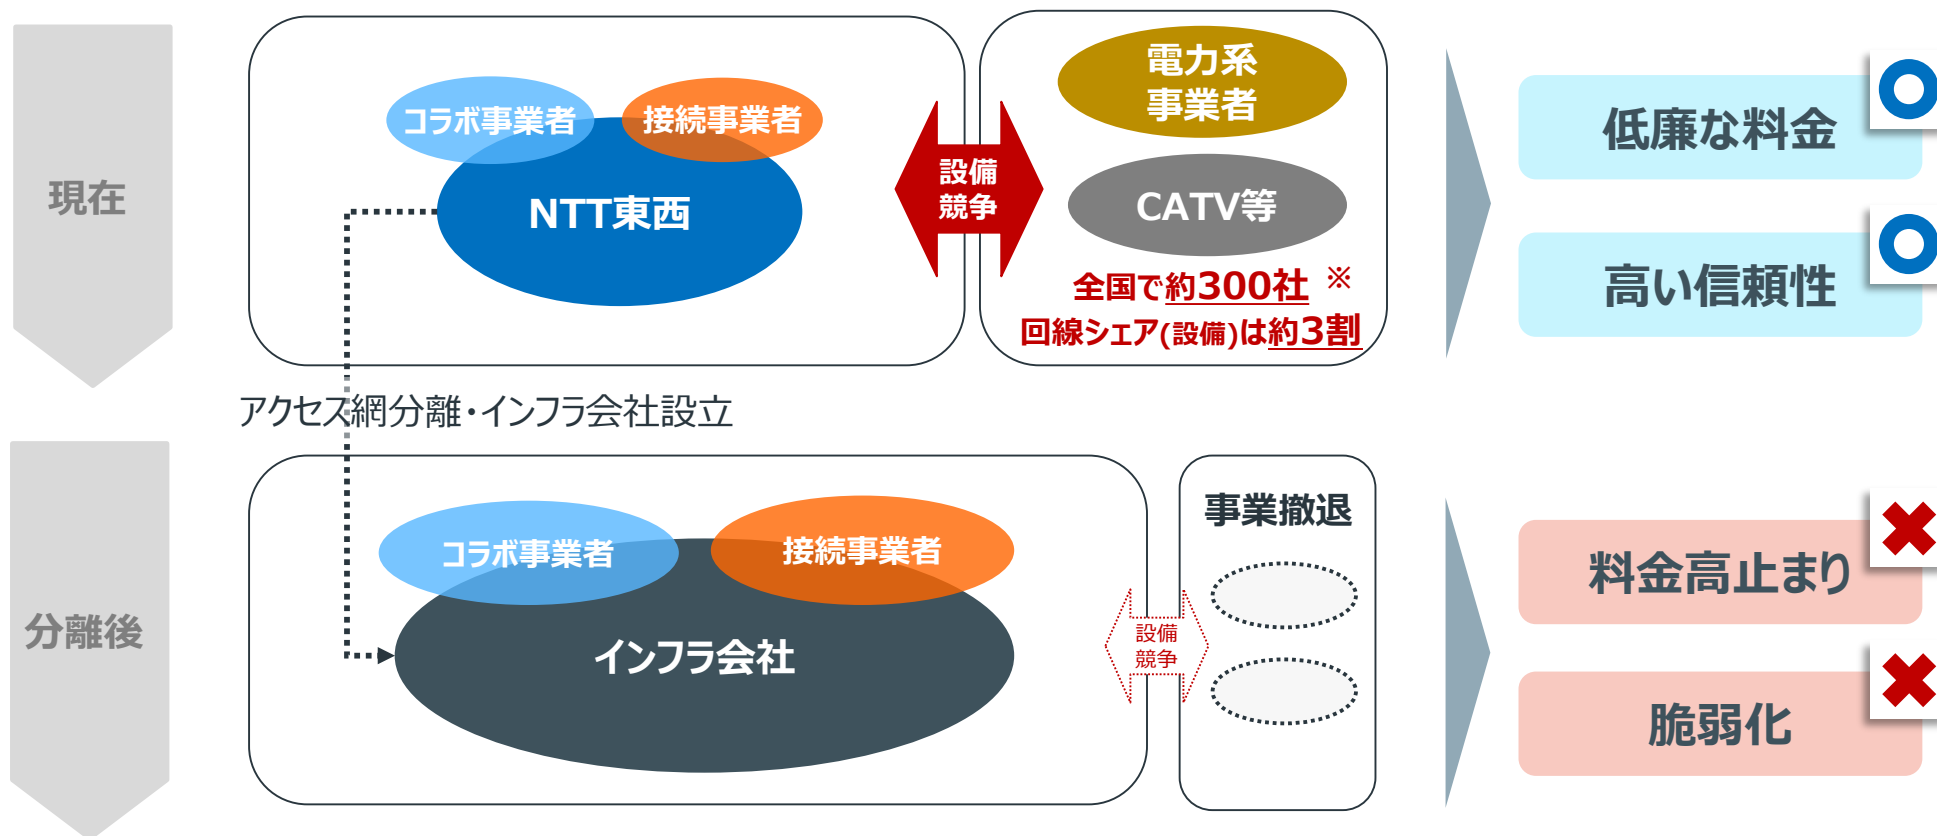 現在
コラボ事業者
接続事業者
NTT東西
設備
競争
電力系
事業者
CATV等
全国で約300社 ※
回線シェア(設備)は約3割
低廉な料金
高い信頼性
アクセス網分離・インフラ会社設立
分離後
コラボ事業者
接続事業者
インフラ会社
設備
競争
事業撤退
料金高止まり
脆弱化